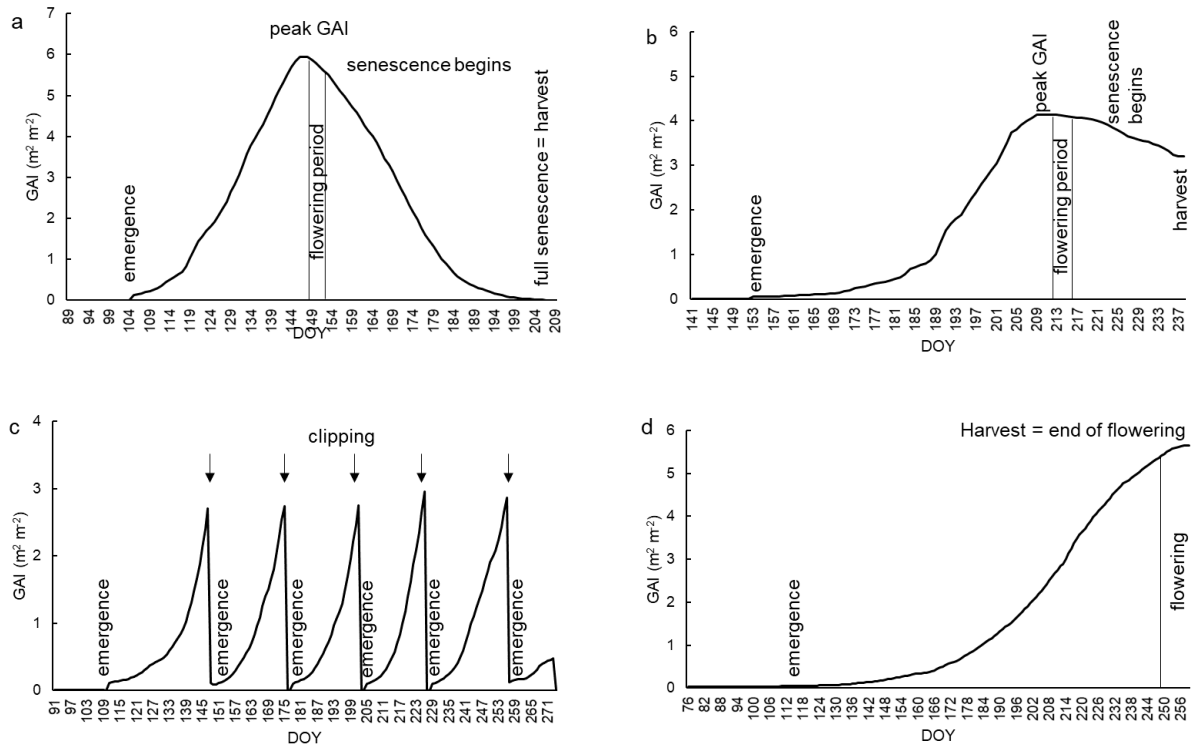 a
peak GAI
senescence begins
emergence
flowering period
full senescence = harvest
GAI (m² m⁻²)
7
6
5
4
3
2
1
0
89 94 99 104 109 114 119 124 129 134 139 144 149 154 159 164 169 174 179 184 189 194 199 204 209
DOY
b
peak GAI
senescence
begins
emergence
flowering period
harvest
GAI (m² m⁻²)
9
8
7
6
5
4
3
2
1
0
141 145 149 153 157 161 165 169 173 177 181 185 189 193 197 201 205 209 213 217 221 225 229 233 237
DOY
c
clipping
emergence
emergence
emergence
emergence
emergence
emergence
GAI (m² m⁻²)
4
3
2
1
0
91 97 103 109 115 121 127 133 139 145 151 157 163 169 175 181 187 193 199 205 211 217 223 229 235 241 247 253 259 265 271
DOY
d
Harvest = end of flowering
emergence
flowering
GAI (m² m⁻²)
6
5
4
3
2
1
0
76 82 88 94 100 106 112 118 124 130 136 142 148 154 160 166 172 178 184 190 196 202 208 214 220 226 232 238 244 250 256
DOY